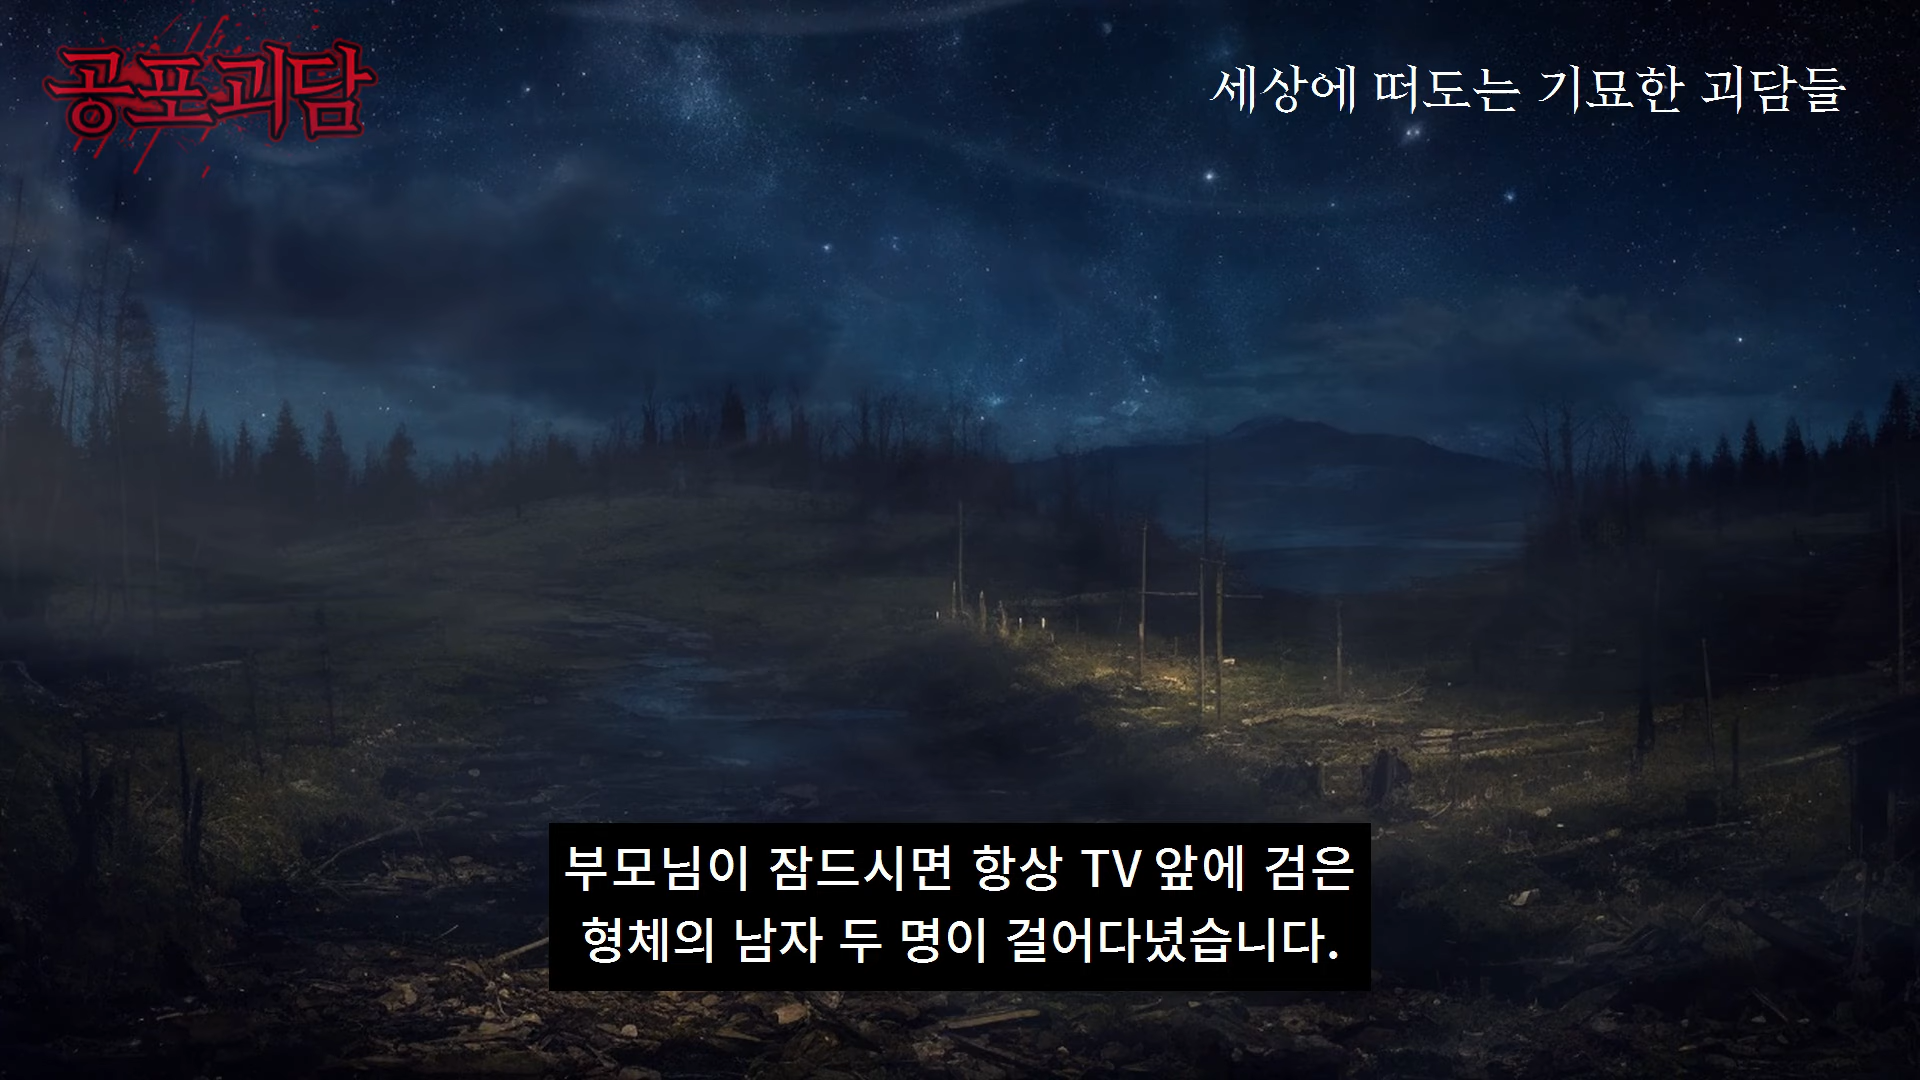 공포괴담
세상에 떠도는 기묘한 괴담들
부모님이 잠드시면 항상 TV 앞에 검은
형체의 남자 두 명이 걸어다녔습니다.